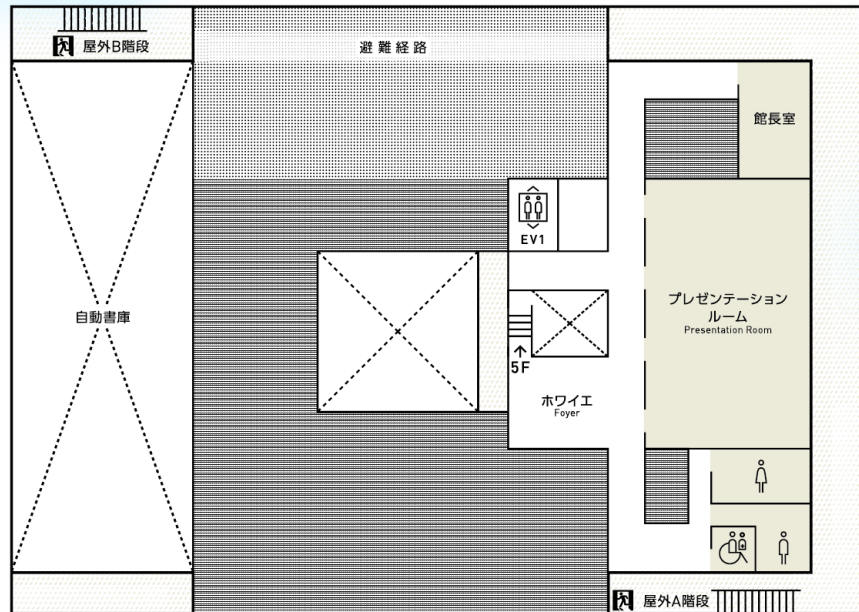 屋外B階段
避難経路
館長室
EV1
自動書庫
プレゼンテーション
ルーム
Presentation Room
5F
ホワイエ
Foyer
屋外A階段